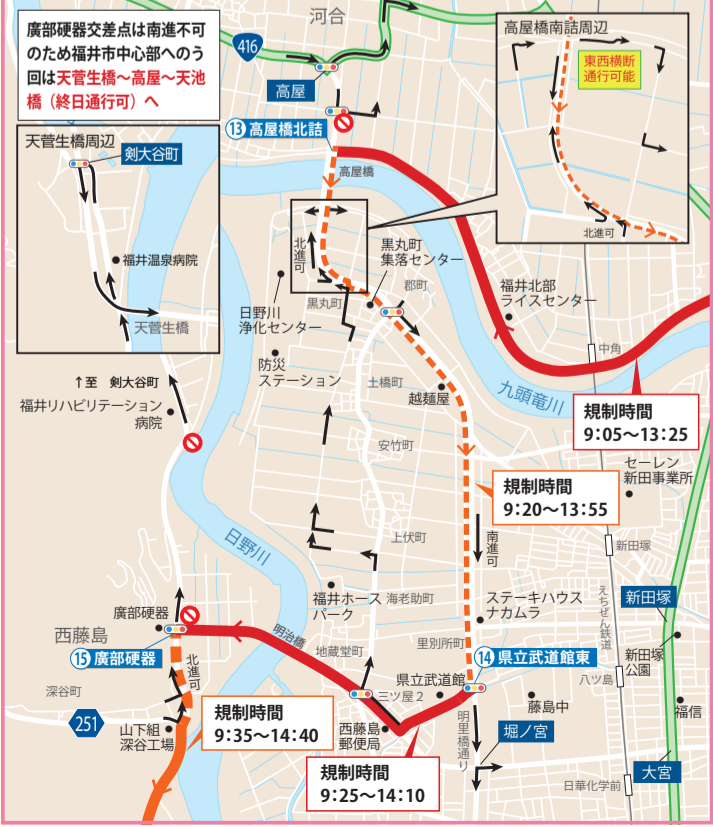 廣部硬器交差点は南進不可
のため福井市中心部へのう
回は天菅生橋〜高屋〜天池
橋（終日通行可）へ
河合
416
高屋
高屋橋南詰周辺
東西横断
通行可能
北進可
天菅生橋周辺
剣大谷町
福井温泉病院
天菅生橋
⑬高屋橋北詰
高屋橋
北進可
黒丸町
集落センター
郡町
黒丸町
日野川
浄化センター
福井北部
ライスセンター
中角
防災
ステーション
土橋町
越麺屋
九頭竜川
↑至 剣大谷町
福井リハビリテーション
病院
規制時間
9:05〜13:25
安竹町
セーレン
新田事業所
規制時間
9:20〜13:55
日野川
上伏町
南進可
新田塚
福井ホース
パーク
海老助町
ステーキハウス
ナカムラ
えちぜん鉄道
新田塚
廣部硬器
西藤島
明治橋
地蔵堂町
里別所町
新田塚
公園
⑮廣部硬器
北進可
⑭県立武道館東
県立武道館
八ツ島
深谷町
三ツ屋2
藤島中
福信
251
山下組
深谷工場
規制時間
9:35〜14:40
西藤島
郵便局
明里橋通り
堀ノ宮
規制時間
9:25〜14:10
大宮
日華化学前